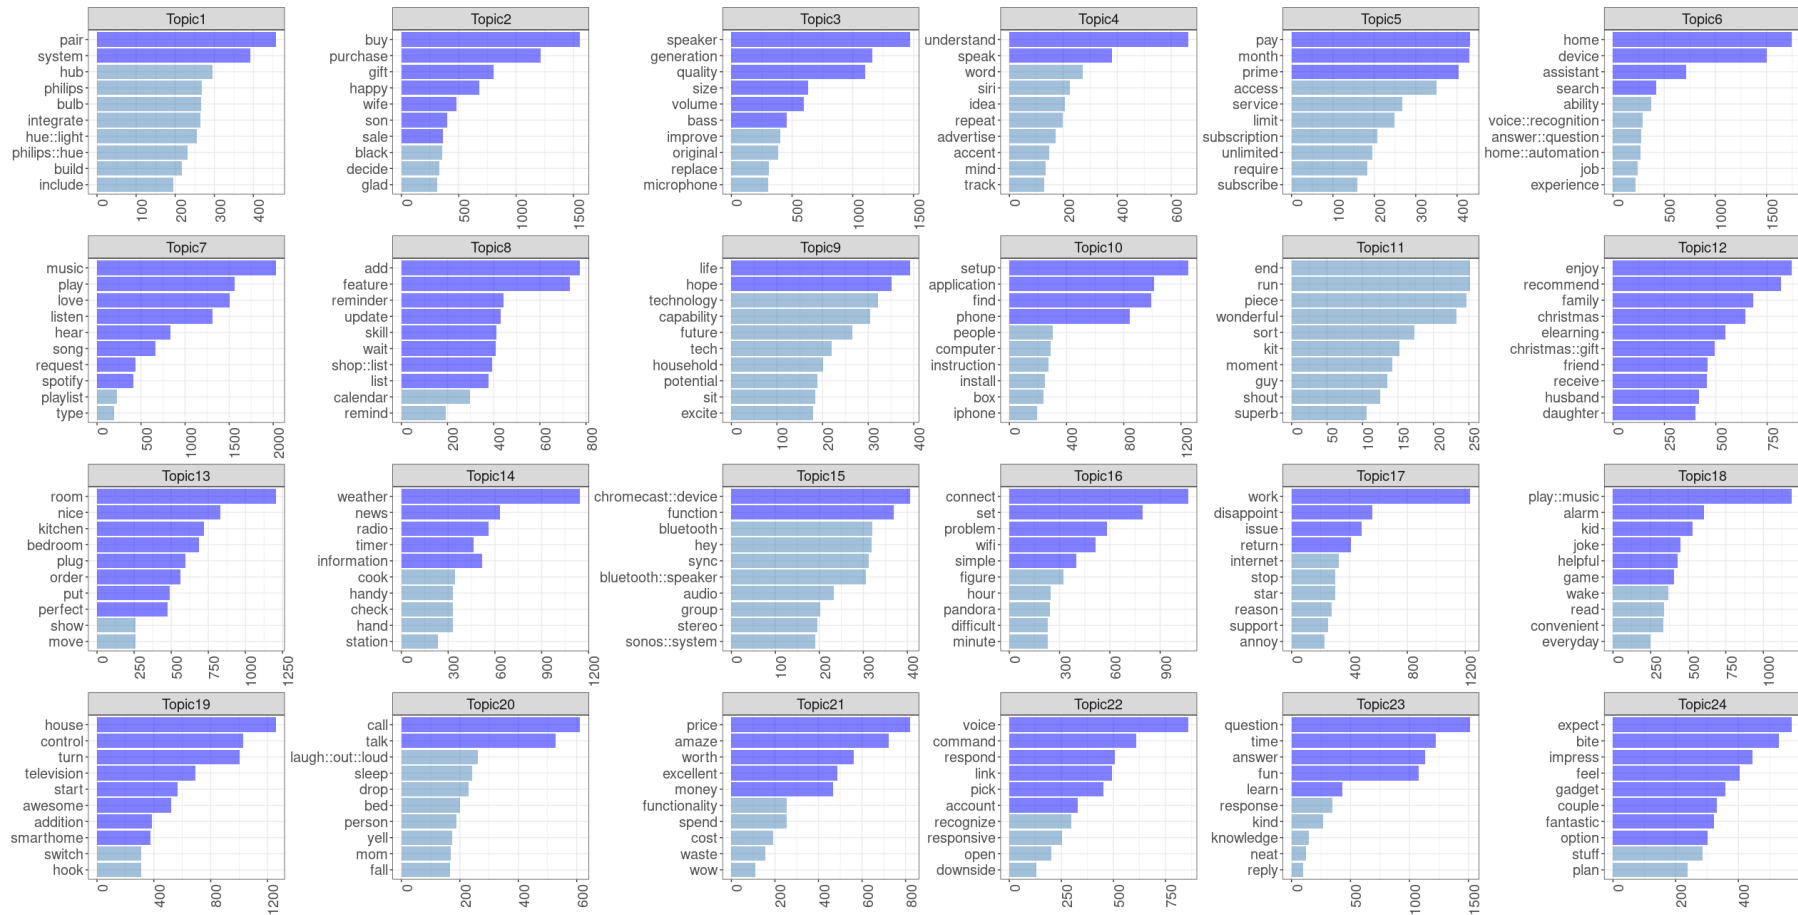 Topic1
pair
system
hub
philips
bulb
integrate
hue::light
philips::hue
build
include
0
100
200
300
400
Topic2
buy
purchase
gift
happy
wife
son
sale
black
decide
glad
0
500
1000
1500
Topic3
speaker
generation
quality
size
volume
bass
improve
original
replace
microphone
0
500
1000
1500
Topic4
understand
speak
word
siri
idea
repeat
advertise
accent
mind
track
0
200
400
600
Topic5
pay
month
prime
access
service
limit
subscription
unlimited
require
subscribe
0
100
200
300
400
Topic6
home
device
assistant
search
ability
voice::recognition
answer::question
home::automation
job
experience
0
500
1000
1500
Topic7
music
play
love
listen
hear
song
request
spotify
playlist
type
0
500
1000
1500
2000
Topic8
add
feature
reminder
update
skill
wait
shop::list
list
calendar
remind
0
200
400
600
800
Topic9
life
hope
technology
capability
future
tech
household
potential
sit
excite
0
100
200
300
400
Topic10
setup
application
find
phone
people
computer
instruction
install
box
iphone
0
400
800
1200
Topic11
end
run
piece
wonderful
sort
kit
moment
guy
shout
superb
0
50
100
150
200
250
Topic12
enjoy
recommend
family
christmas
elearning
christmas::gift
friend
receive
husband
daughter
0
250
500
750
Topic13
room
nice
kitchen
bedroom
plug
order
put
perfect
show
move
0
250
500
750
1000
1250
Topic14
weather
news
radio
timer
information
cook
handy
check
hand
station
0
300
600
900
1200
Topic15
chromecast::device
function
bluetooth
hey
sync
bluetooth::speaker
audio
group
stereo
sonos::system
0
100
200
300
400
Topic16
connect
set
problem
wifi
simple
figure
hour
pandora
difficult
minute
0
300
600
900
Topic17
work
disappoint
issue
return
internet
stop
star
reason
support
annoy
0
400
800
1200
Topic18
play::music
alarm
kid
joke
helpful
game
wake
read
convenient
everyday
0
250
500
750
1000
Topic19
house
control
turn
television
start
awesome
addition
smarthome
switch
hook
0
400
800
1200
Topic20
call
talk
laugh::out::loud
sleep
drop
bed
person
yell
mom
fall
0
200
400
600
Topic21
price
amaze
worth
excellent
money
functionality
spend
cost
waste
wow
0
200
400
600
800
Topic22
voice
command
respond
link
pick
account
recognize
responsive
open
downside
0
250
500
750
Topic23
question
time
answer
fun
learn
response
kind
knowledge
neat
reply
0
500
1000
1500
Topic24
expect
bite
impress
feel
gadget
couple
fantastic
option
stuff
plan
0
200
400